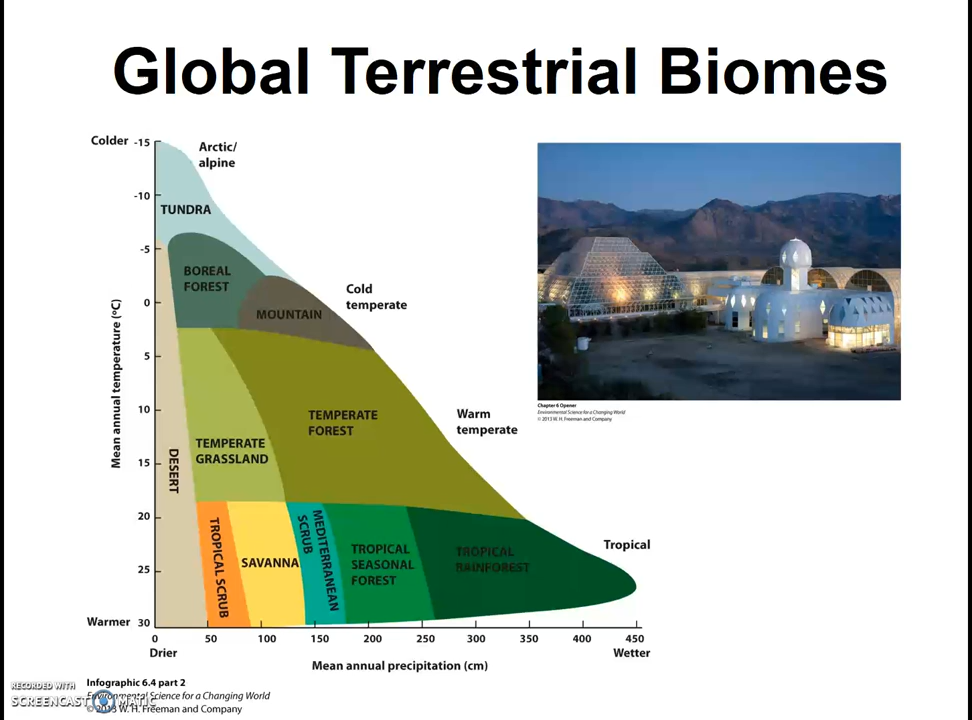 Global Terrestrial Biomes
Colder
-15
-10
-5
0
5
10
15
20
25
Warmer 30
Mean annual temperature (ºC)
Arctic/
alpine
TUNDRA
BOREAL
FOREST
MOUNTAIN
Cold
temperate
TEMPERATE
FOREST
Warm
temperate
TEMPERATE
GRASSLAND
DESERT
TROPICAL SCRUB
SAVANNA
MEDITERRANEAN
SCRUB
TROPICAL
SEASONAL
FOREST
TROPICAL
RAINFOREST
Tropical
0 50 100 150 200 250 300 350 400 450
Drier
Wetter
Mean annual precipitation (cm)
Chapter 6 Opener
Environmental Science for a Changing World
© 2013 W. H. Freeman and Company
Infographic 6.4 part 2
Environmental Science for a Changing World
© 2013 W. H. Freeman and Company
RECORDED WITH
SCREENCAST MATIC